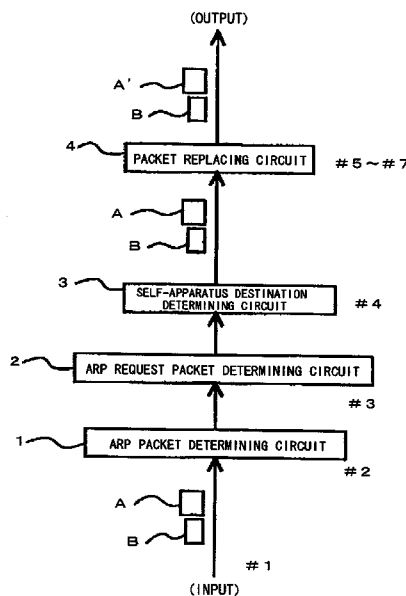 (OUTPUT)
A'
B
4
PACKET REPLACING CIRCUIT
#5~#7
A
B
3
SELF-APPARATUS DESTINATION
DETERMINING CIRCUIT
#4
2
ARP REQUEST PACKET DETERMINING CIRCUIT
#3
1
ARP PACKET DETERMINING CIRCUIT
#2
A
B
#1
(INPUT)